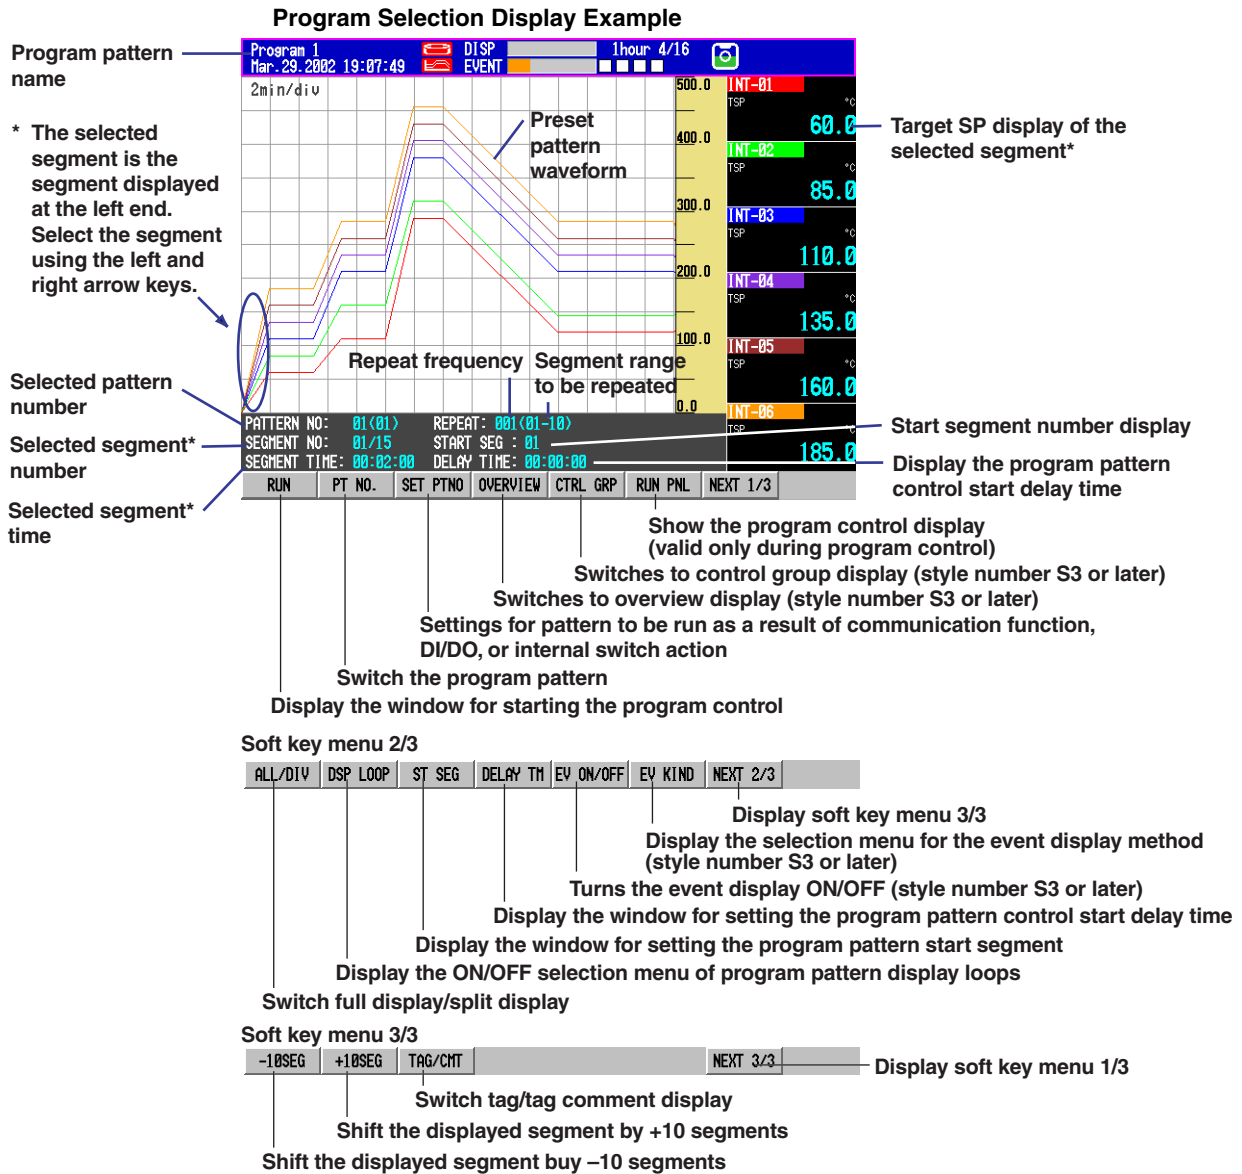 Program Selection Display Example
Program pattern
name
Program 1
Mar.29.2002 19:07:49
DISP
EVENT
1hour 4/16
2min/div
500.0
400.0
300.0
200.0
100.0
0.0
* The selected
segment is the
segment displayed
at the left end.
Select the segment
using the left and
right arrow keys.
Preset
pattern
waveform
INT-01
TSP
°C
60.0
INT-02
TSP
°C
85.0
INT-03
TSP
°C
110.0
INT-04
TSP
°C
135.0
INT-05
TSP
°C
160.0
INT-06
TSP
°C
185.0
Target SP display of the
selected segment*
Repeat frequency
Segment range
to be repeated
Selected pattern
number
Selected segment*
number
Selected segment*
time
PATTERN NO: 01(01) REPEAT: 001(01-10)
SEGMENT NO: 01/15 START SEG : 01
SEGMENT TIME: 00:02:00 DELAY TIME: 00:00:00
Start segment number display
Display the program pattern
control start delay time
RUN PT NO. SET PTNO OVERVIEW CTRL GRP RUN PNL NEXT 1/3
Show the program control display
(valid only during program control)
Switches to control group display (style number S3 or later)
Switches to overview display (style number S3 or later)
Settings for pattern to be run as a result of communication function,
DI/DO, or internal switch action
Switch the program pattern
Display the window for starting the program control
Soft key menu 2/3
ALL/DIV DSP LOOP ST SEG DELAY TM EV ON/OFF EV KIND NEXT 2/3
Display soft key menu 3/3
Display the selection menu for the event display method
(style number S3 or later)
Turns the event display ON/OFF (style number S3 or later)
Display the window for setting the program pattern control start delay time
Display the window for setting the program pattern start segment
Display the ON/OFF selection menu of program pattern display loops
Switch full display/split display
Soft key menu 3/3
-10SEG +10SEG TAG/CMT NEXT 3/3
Display soft key menu 1/3
Switch tag/tag comment display
Shift the displayed segment by +10 segments
Shift the displayed segment buy –10 segments